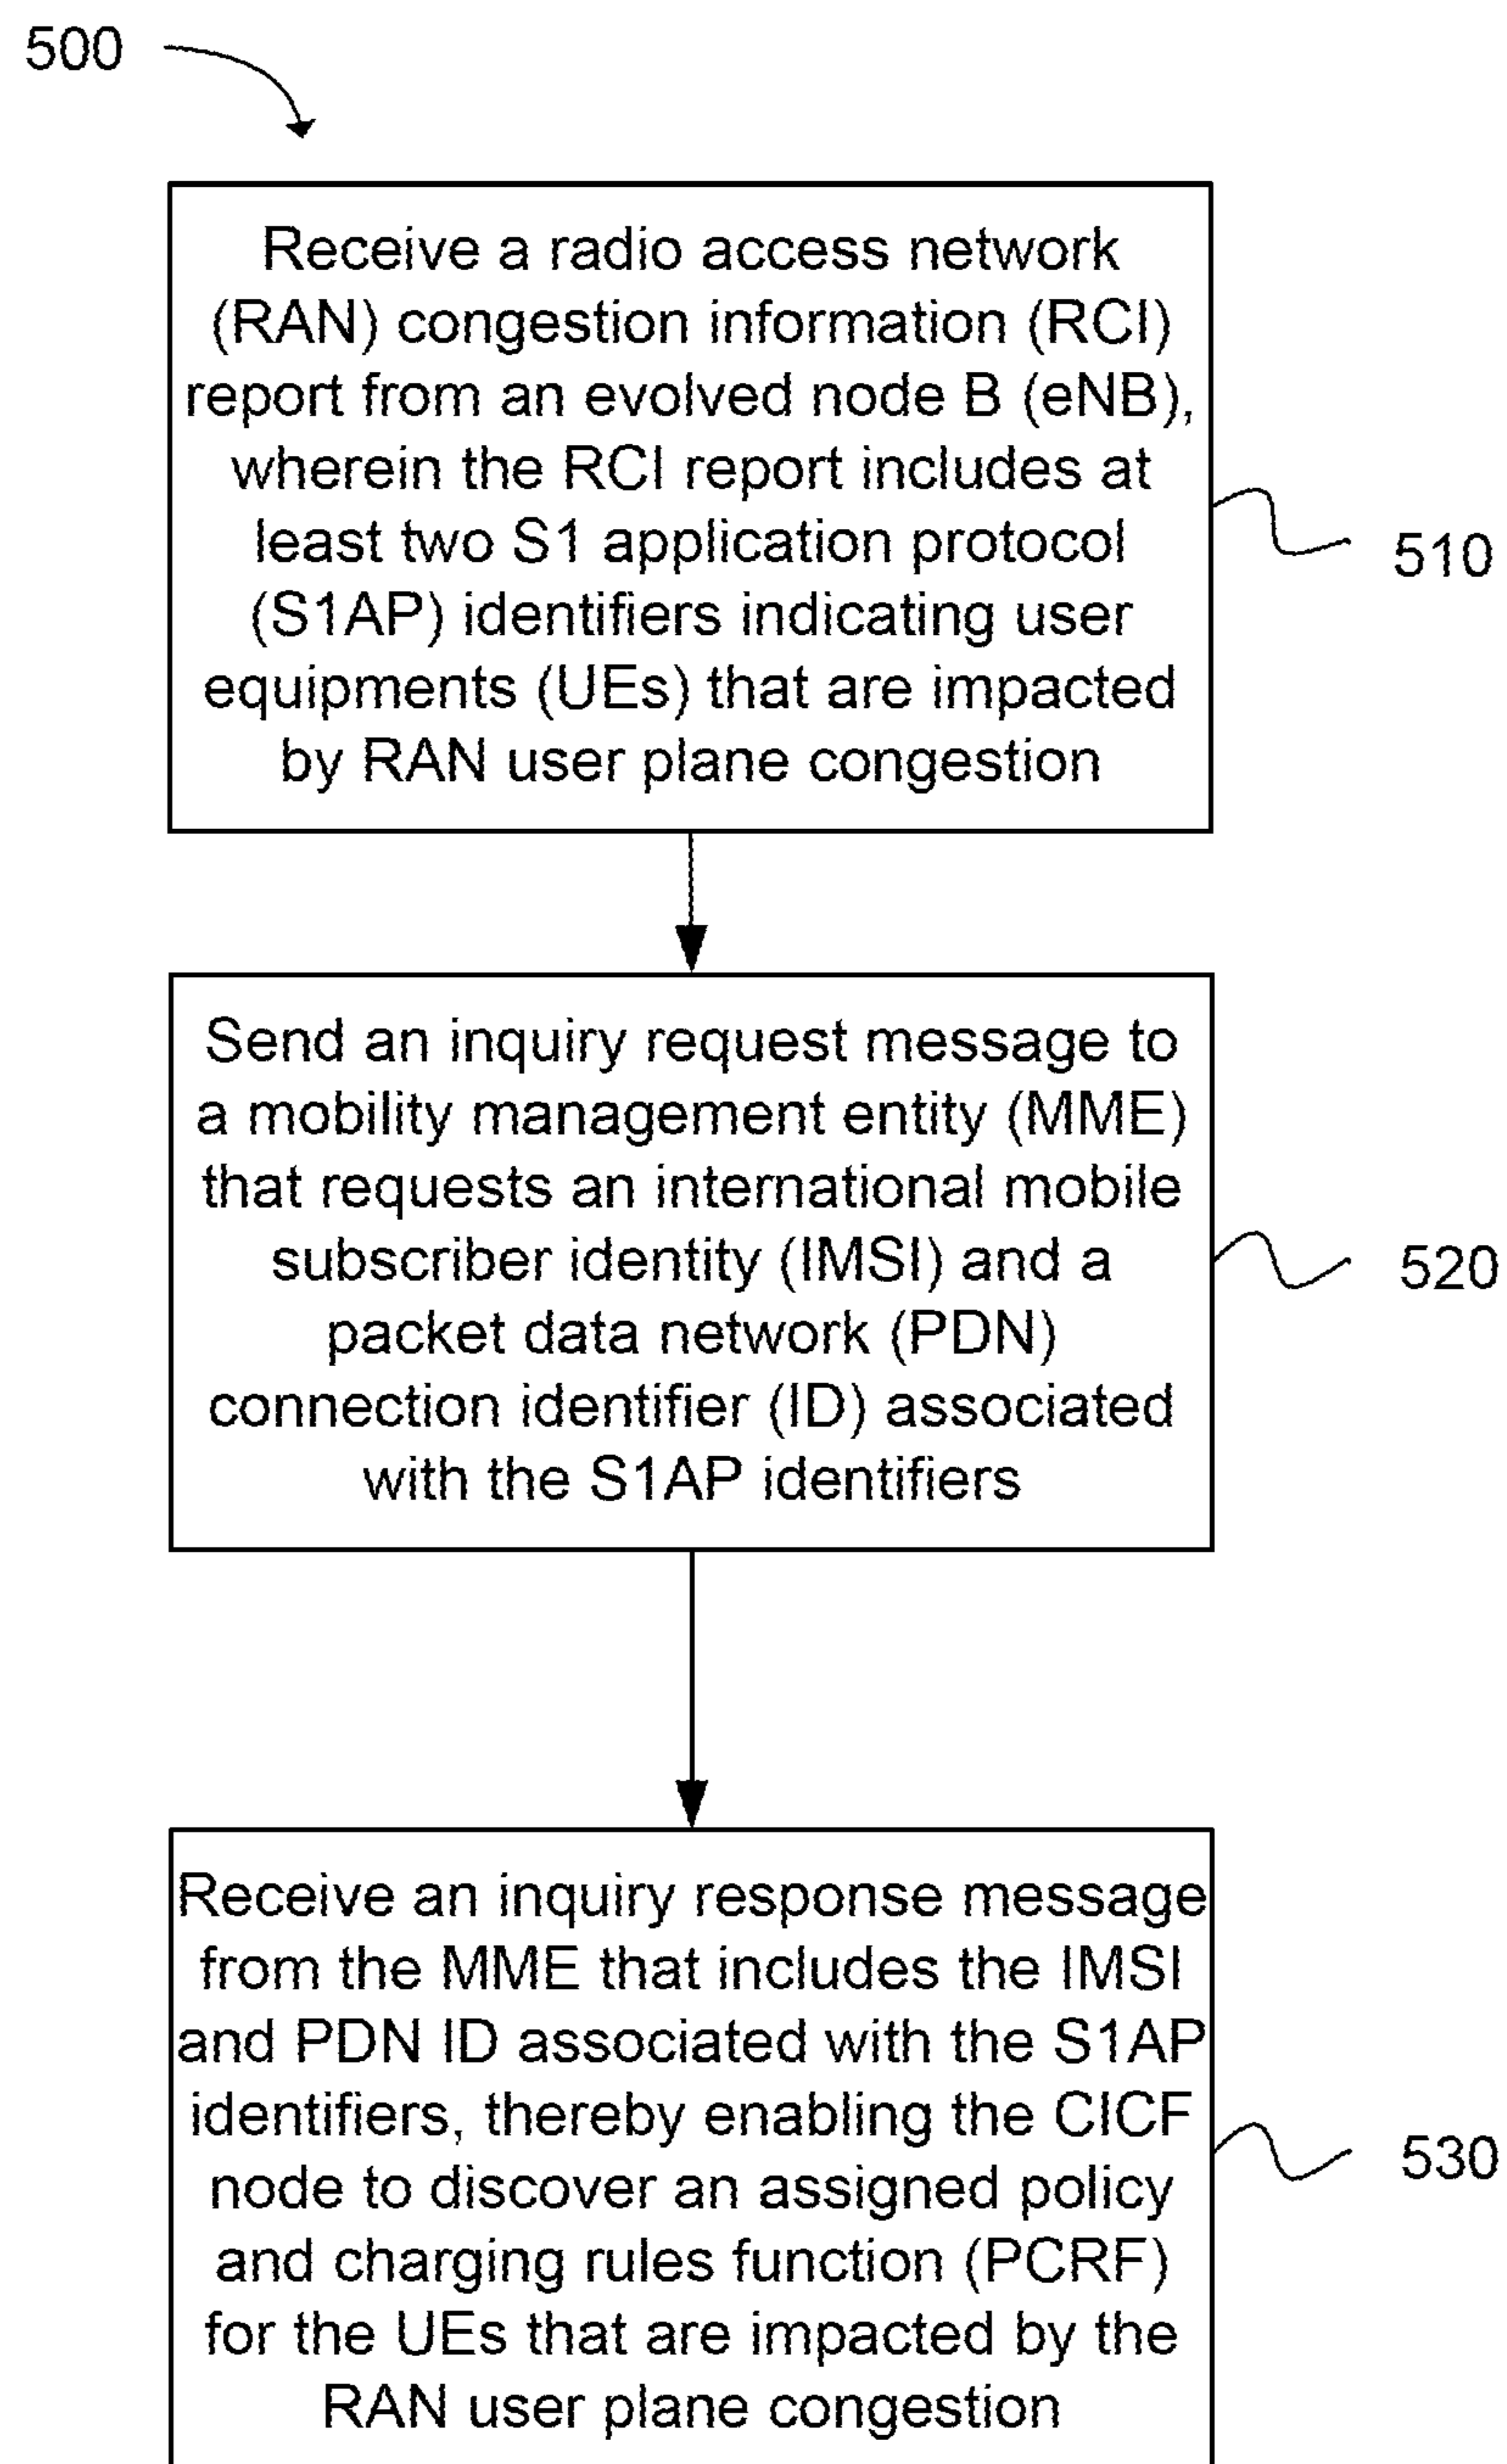 500
Receive a radio access network
(RAN) congestion information (RCI)
report from an evolved node B (eNB),
wherein the RCI report includes at
least two S1 application protocol
(S1AP) identifiers indicating user
equipments (UEs) that are impacted
by RAN user plane congestion
510
Send an inquiry request message to
a mobility management entity (MME)
that requests an international mobile
subscriber identity (IMSI) and a
packet data network (PDN)
connection identifier (ID) associated
with the S1AP identifiers
520
Receive an inquiry response message
from the MME that includes the IMSI
and PDN ID associated with the S1AP
identifiers, thereby enabling the CICF
node to discover an assigned policy
and charging rules function (PCRF)
for the UEs that are impacted by the
RAN user plane congestion
530